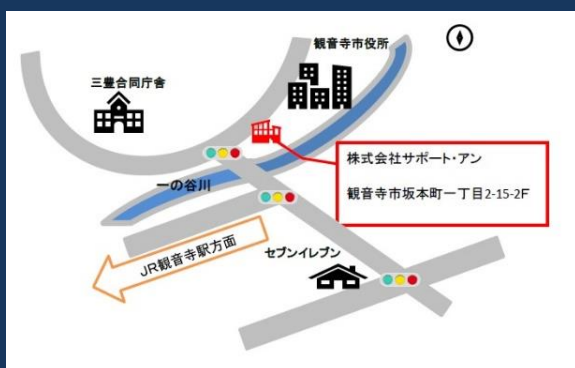 観音寺市役所
三豊合同庁舎
株式会社サポート・アン
観音寺市坂本町一丁目2-15-2F
一の谷川
セブンイレブン
JR観音寺駅方面